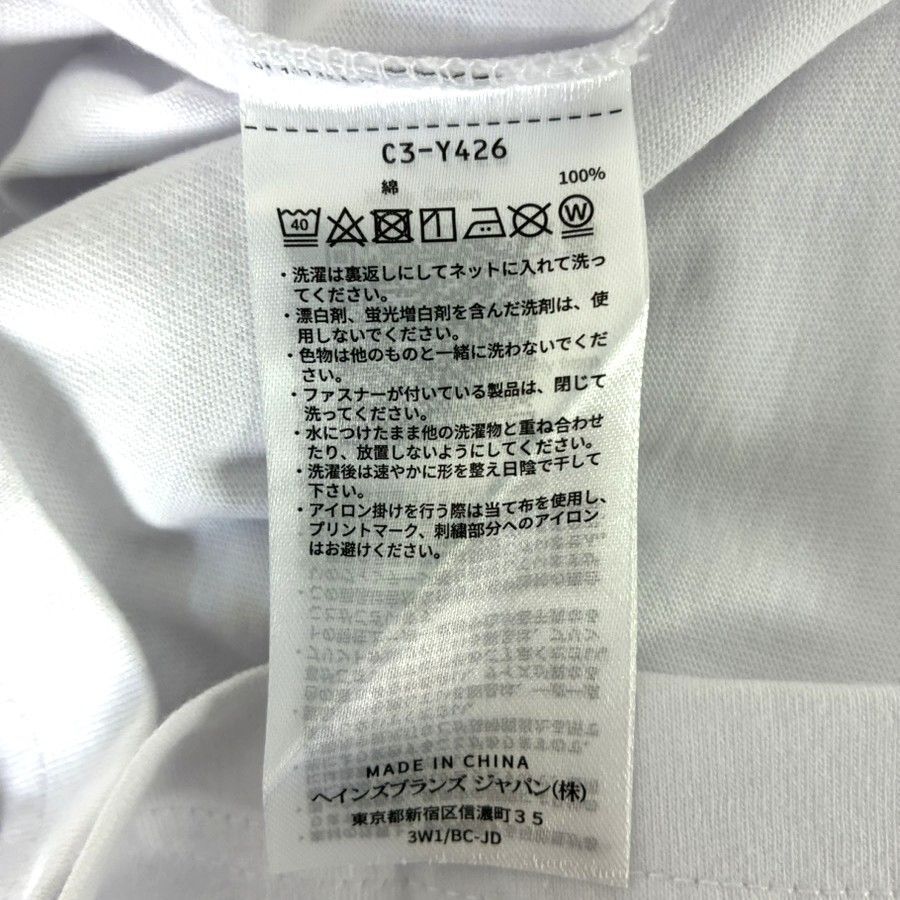 C3-Y426
綿 100%
40 W
・洗濯は裏返しにしてネットに入れて洗っ
てください。
・漂白剤、蛍光増白剤を含んだ洗剤は、使
用しないでください。
・色物は他のものと一緒に洗わないでくだ
さい。
・ファスナーが付いている製品は、閉じて
洗ってください。
・水につけたまま他の洗濯物と重ね合わせ
たり、放置しないようにしてください。
・洗濯後は速やかに形を整え日陰で干して
下さい。
・アイロン掛けを行う際は当て布を使用し、
プリントマーク、刺繍部分へのアイロン
はお避けください。
MADE IN CHINA
ヘインズブランズ ジャパン(株)
東京都新宿区信濃町35
3W1/BC-JD